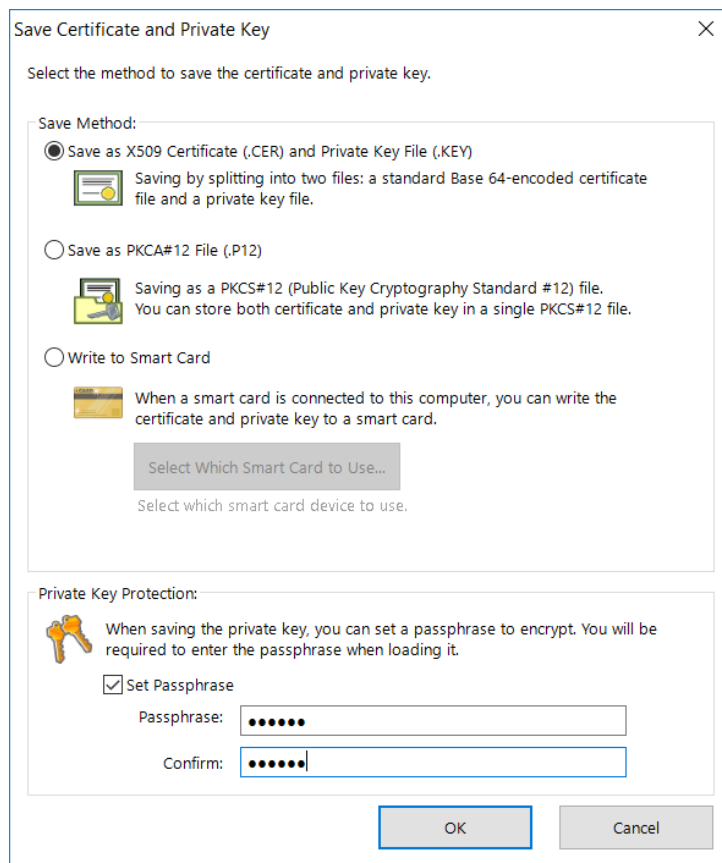 Save Certificate and Private Key
Select the method to save the certificate and private key.
Save Method:
Save as X509 Certificate (.CER) and Private Key File (.KEY)
Saving by splitting into two files: a standard Base 64-encoded certificate
file and a private key file.
Save as PKCA#12 File (.P12)
Saving as a PKCS#12 (Public Key Cryptography Standard #12) file.
You can store both certificate and private key in a single PKCS#12 file.
Write to Smart Card
When a smart card is connected to this computer, you can write the
certificate and private key to a smart card.
Select Which Smart Card to Use...
Select which smart card device to use.
Private Key Protection:
When saving the private key, you can set a passphrase to encrypt. You will be
required to enter the passphrase when loading it.
Set Passphrase
Passphrase: ●●●●●●
Confirm: ●●●●●●
OK Cancel